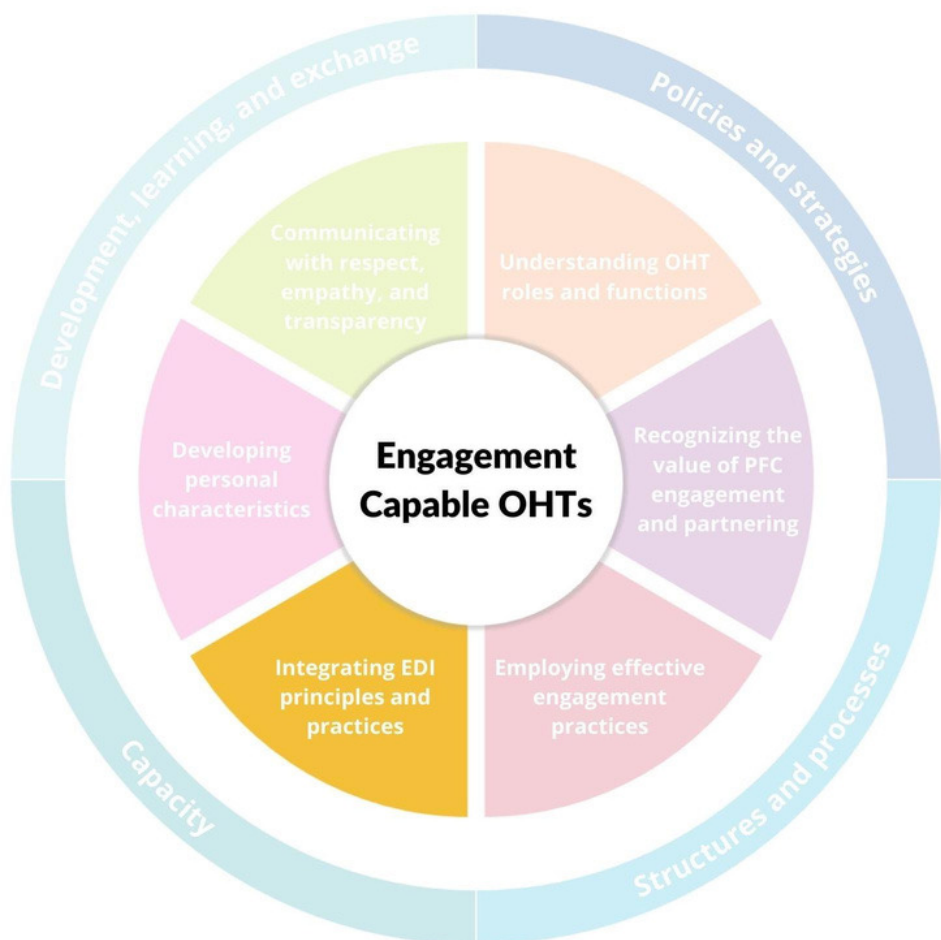 Development, learning, and exchange
Policies and strategies
Communicating
with respect,
empathy, and
transparency
Understanding OHT
roles and functions
Developing
personal
characteristics
Engagement
Capable OHTs
Recognizing the
value of PFC
engagement
and partnering
Integrating EDI
principles and
practices
Employing effective
engagement
practices
Capacity
Structures and processes